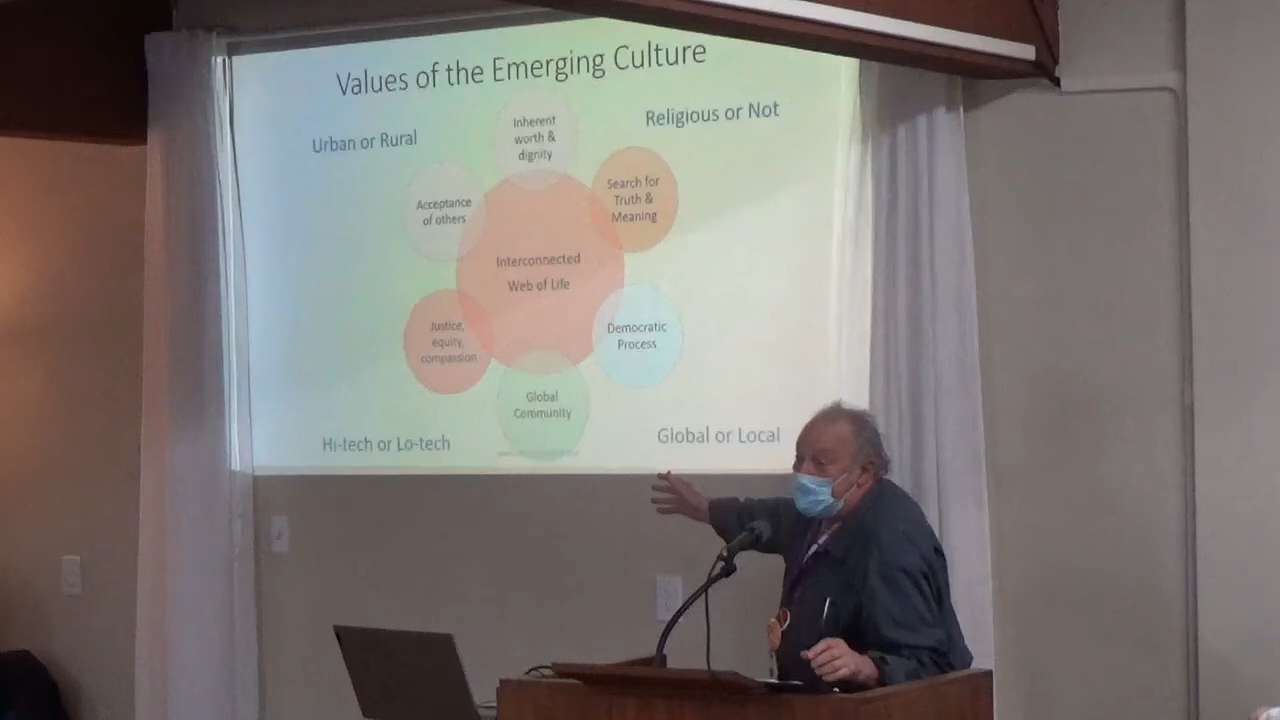 Values of the Emerging Culture
Urban or Rural
Religious or Not
Inherent
worth &
dignity
Acceptance
of others
Search for
Truth &
Meaning
Interconnected
Web of Life
Justice,
equity,
compassion
Democratic
Process
Global
Community
Hi-tech or Lo-tech
Global or Local